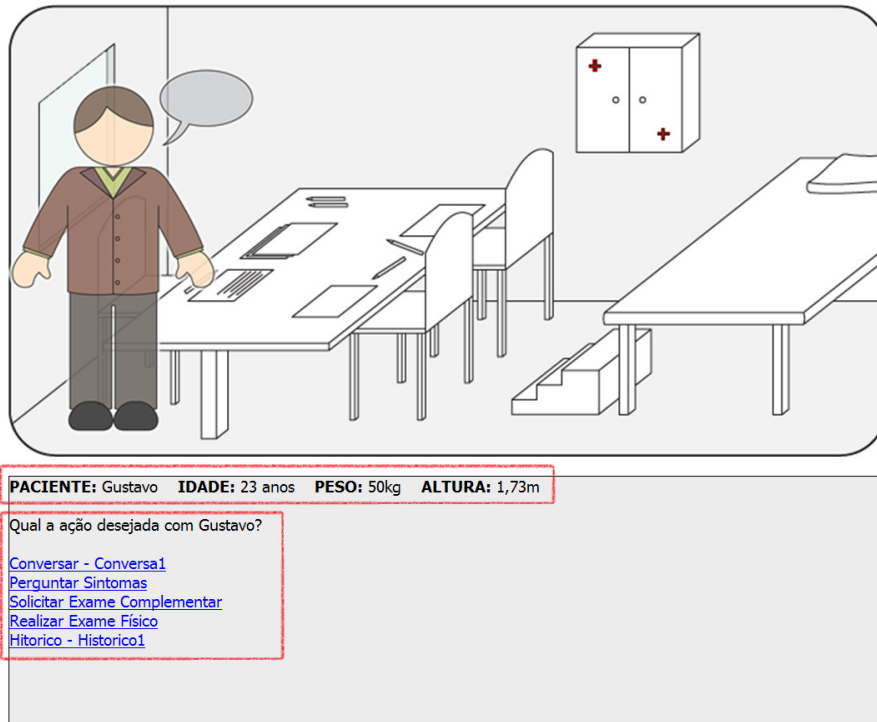 PACIENTE: Gustavo IDADE: 23 anos PESO: 50kg ALTURA: 1,73m
Qual a ação desejada com Gustavo?
Conversar - Conversa1
Perguntar Sintomas
Solicitar Exame Complementar
Realizar Exame Físico
Hitorico - Historico1